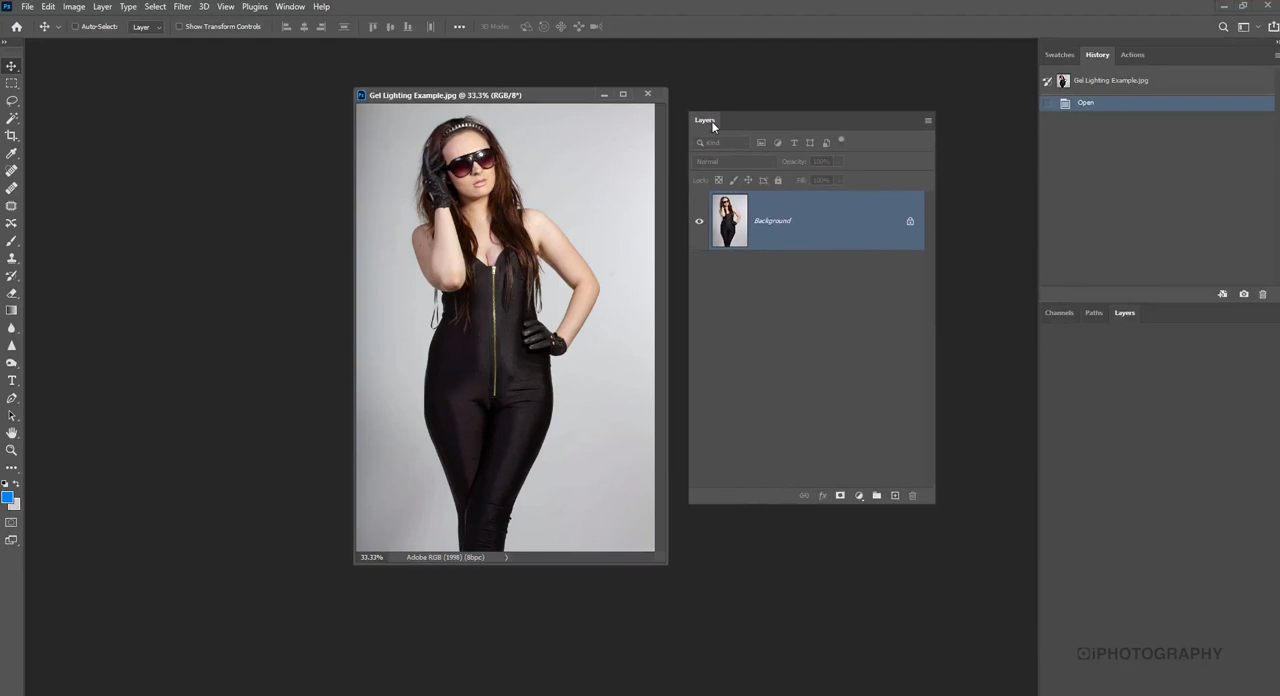 Ps File Edit Image Layer Type Select Filter 3D View Plugins Window Help
Auto-Select: Layer Show Transform Controls ••• 3D Mode:
Gel Lighting Example.jpg @ 33.3% (RGB/8*)
33.33% Adobe RGB (1998) (8bpc)
Layers
Kind
Normal Opacity: 100%
Lock: Fill: 100%
Background
fx
Swatches History Actions
Gel Lighting Example.jpg
Open
Channels Paths Layers
iPHOTOGRAPHY